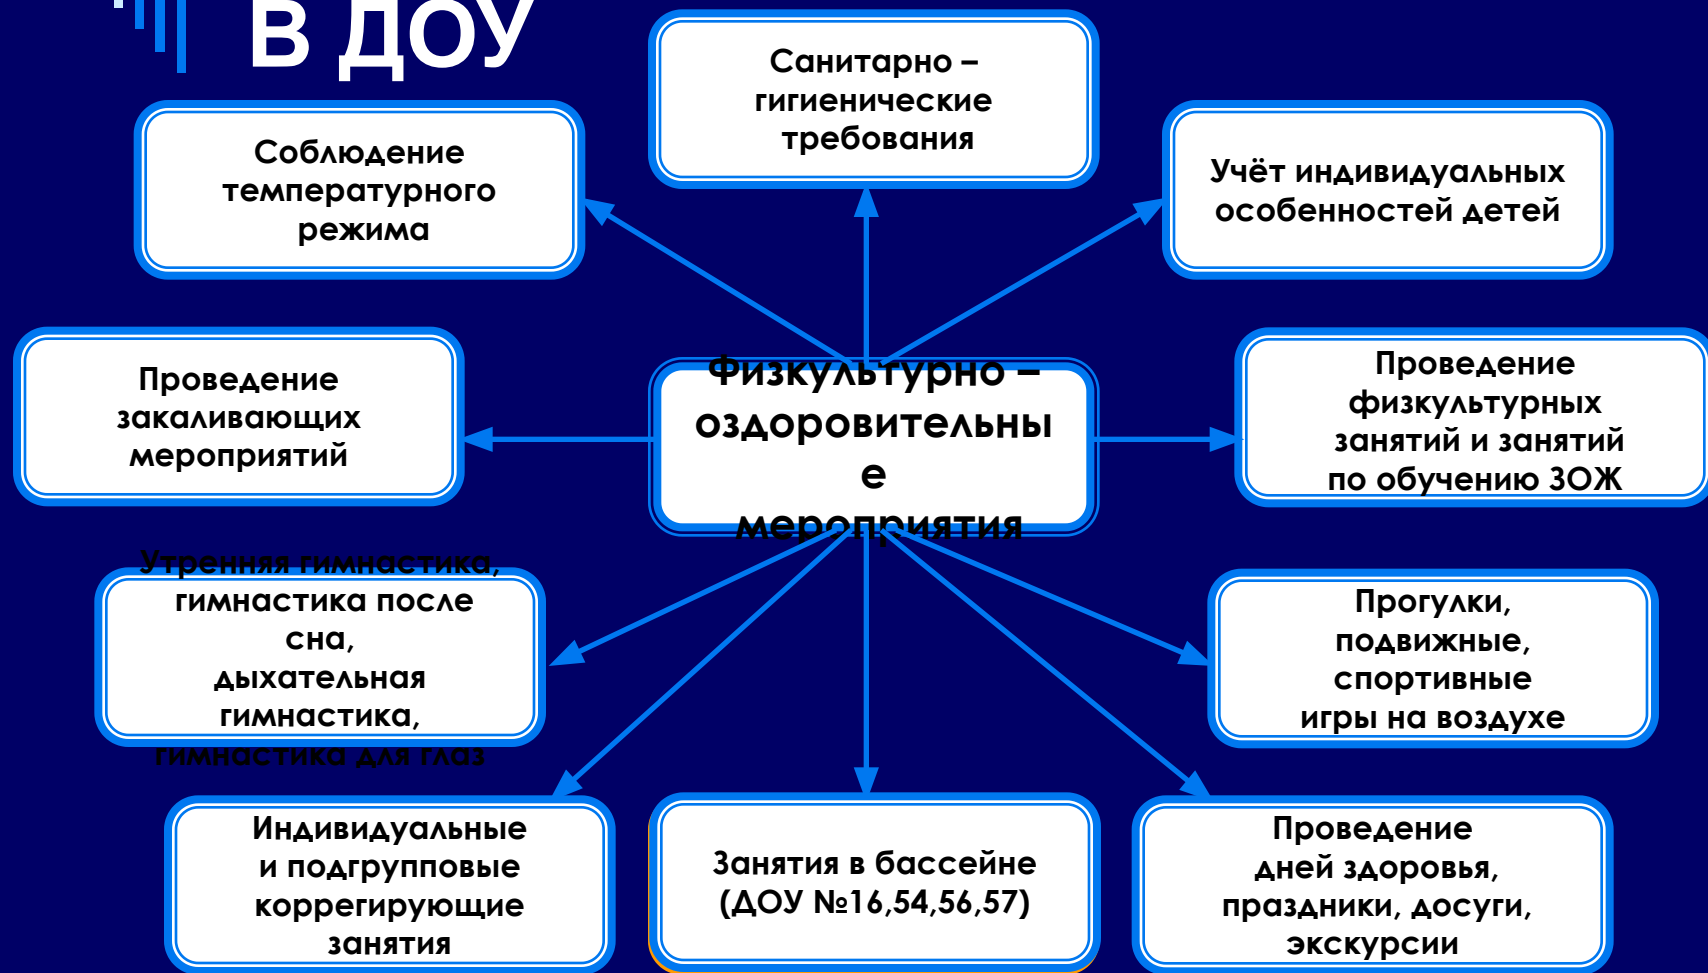 В ДОУ
Санитарно –
гигиенические
требования
Соблюдение
температурного
режима
Учёт индивидуальных
особенностей детей
Проведение
закаливающих
мероприятий
Физкультурно –
оздоровительны
е
мероприятия
Проведение
физкультурных
занятий и занятий
по обучению ЗОЖ
Утренняя гимнастика,
гимнастика после
сна,
дыхательная
гимнастика,
гимнастика для глаз
Прогулки,
подвижные,
спортивные
игры на воздухе
Индивидуальные
и подгрупповые
коррегирующие
занятия
Занятия в бассейне
(ДОУ №16,54,56,57)
Проведение
дней здоровья,
праздники, досуги,
экскурсии